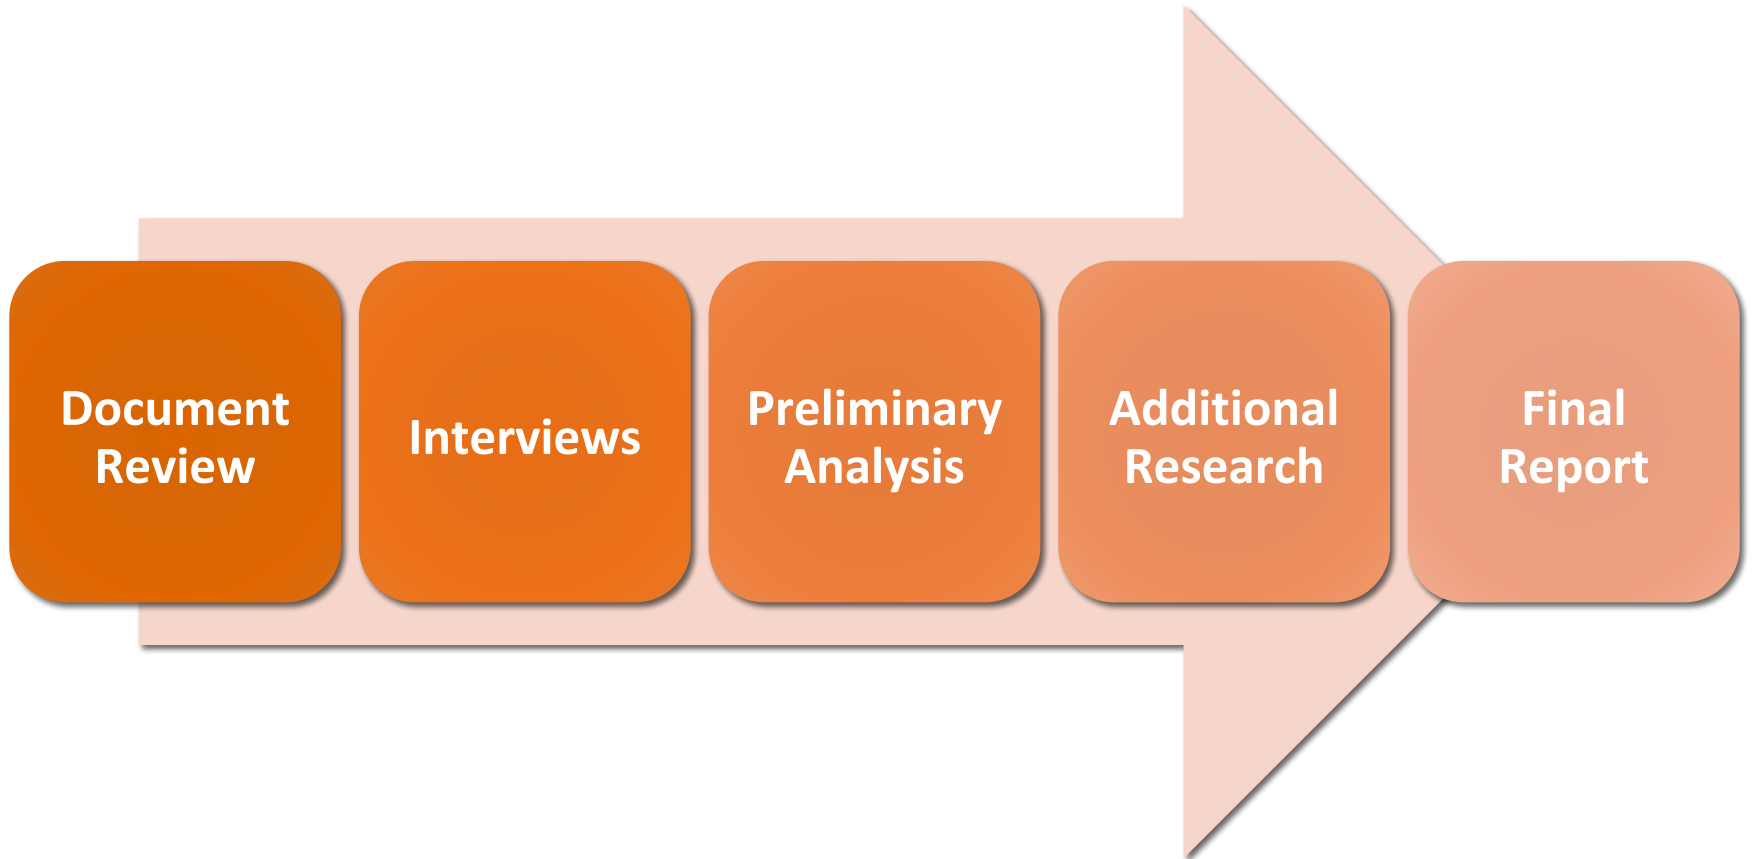 Document
Review
Interviews
Preliminary
Analysis
Additional
Research
Final
Report